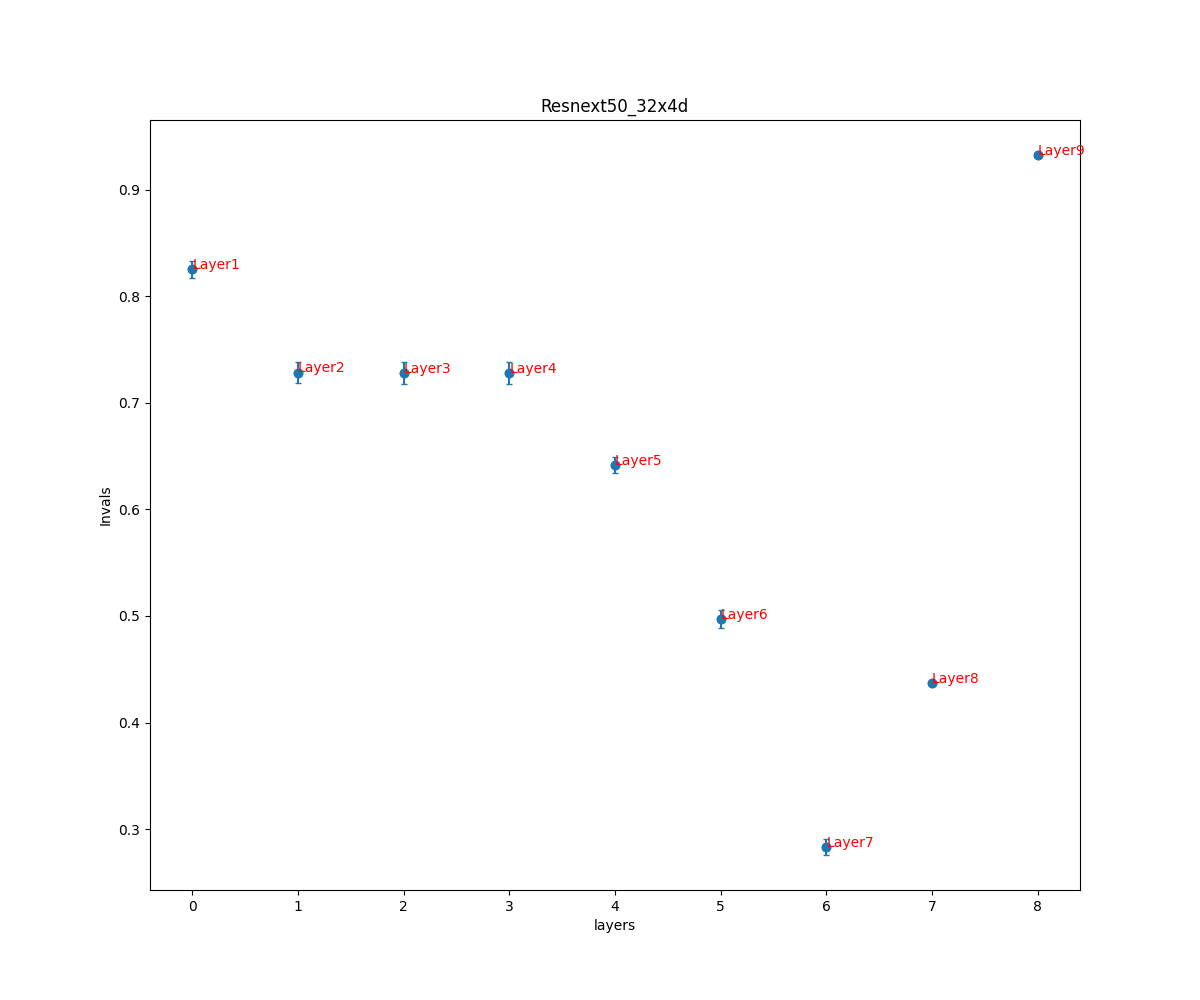 Resnext50_32x4d
Invals
0.9
0.8
0.7
0.6
0.5
0.4
0.3
Layer1
Layer2
Layer3
Layer4
Layer5
Layer6
Layer7
Layer8
Layer9
0 1 2 3 4 5 6 7 8
layers